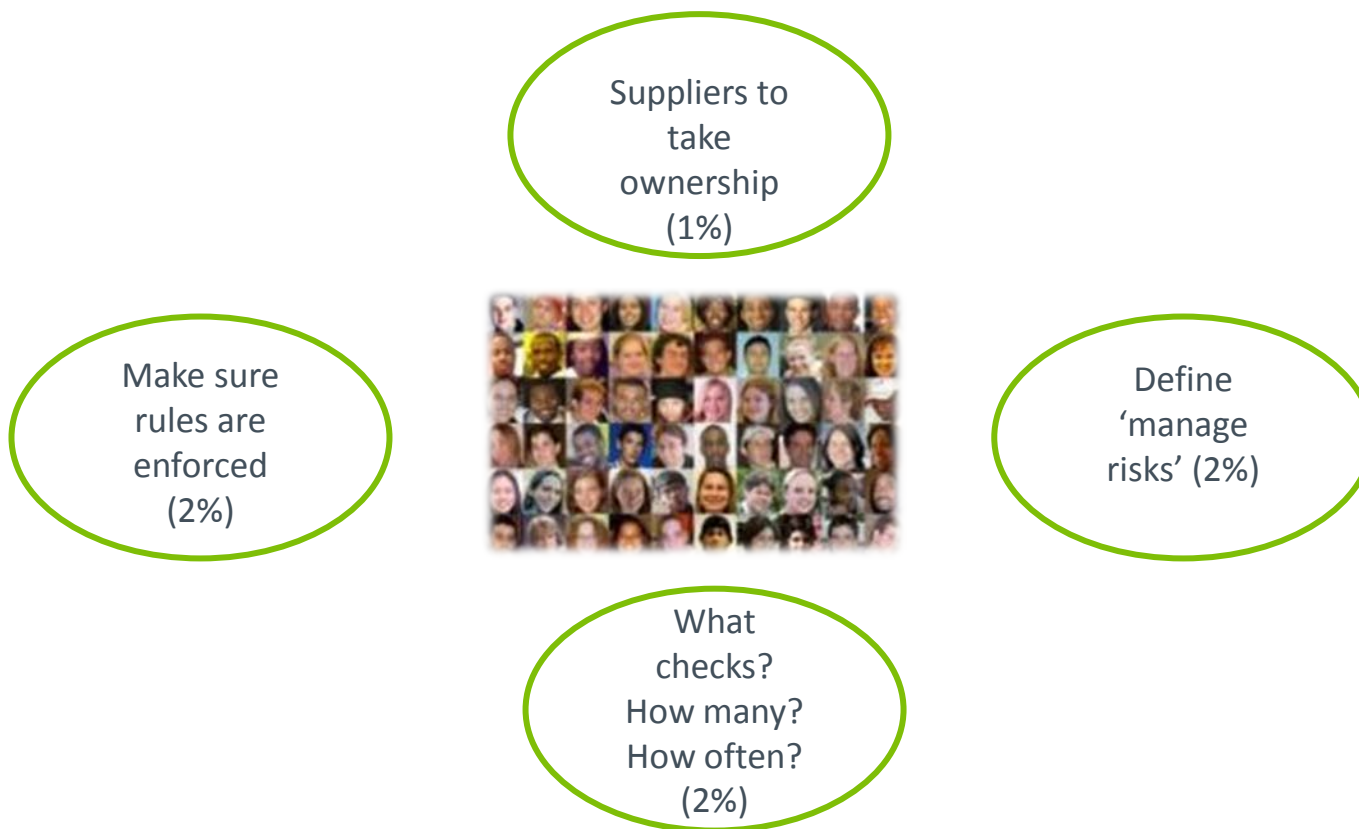 Suppliers to
take
ownership
(1%)
Make sure
rules are
enforced
(2%)
Define
‘manage
risks’ (2%)
What
checks?
How many?
How often?
(2%)